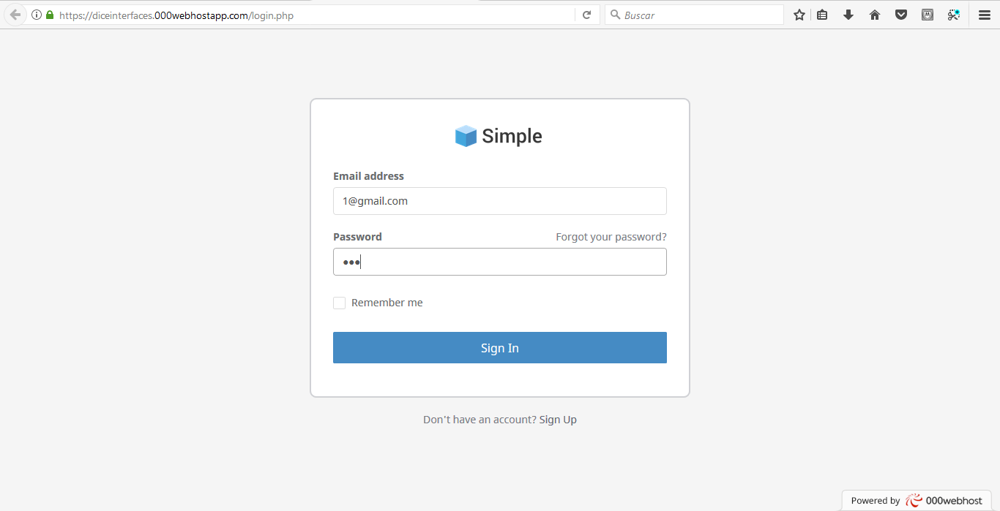 https://diceinterfaces.000webhostapp.com/login.php
Buscar
Simple
Email address
1@gmail.com
Password Forgot your password?
●●●
Remember me
Sign In
Don't have an account? Sign Up
Powered by 000webhost